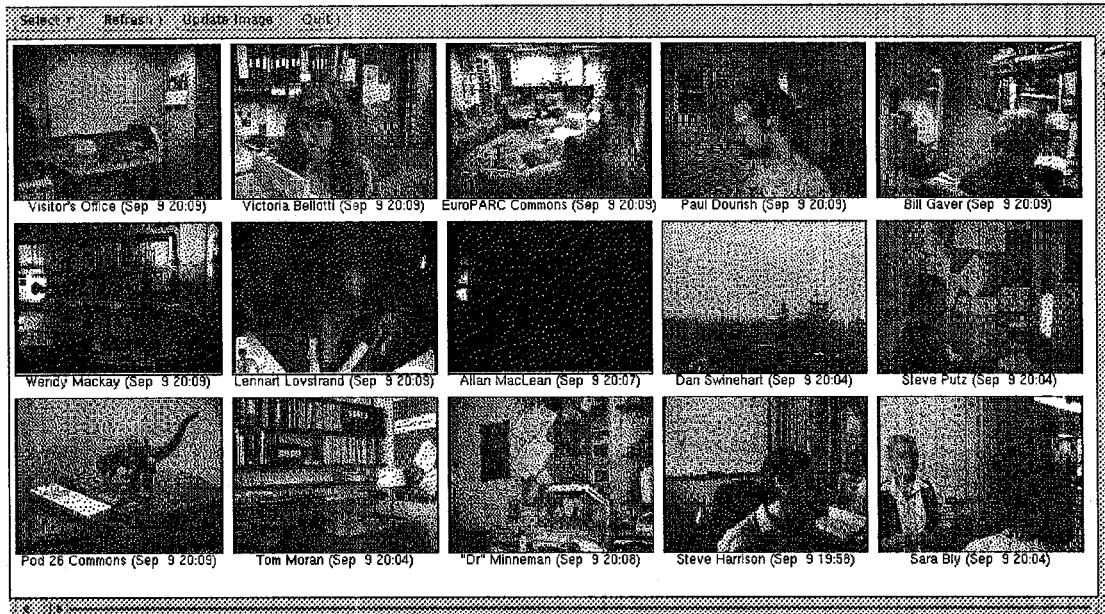 Select Refresh Update Image Quit
Visitor's Office (Sep 9 20:09) Victoria Bellotti (Sep 9 20:09) EuroPARC Commons (Sep 9 20:09) Paul Dourish (Sep 9 20:09) Bill Gaver (Sep 9 20:09)
Wendy Mackay (Sep 9 20:09) Lennart Lovstrand (Sep 9 20:09) Allan MacLean (Sep 9 20:07) Dan Swinehart (Sep 9 20:04) Steve Putz (Sep 9 20:04)
Pod 26 Commons (Sep 9 20:09) Tom Moran (Sep 9 20:04) "Dr" Minneman (Sep 9 20:08) Steve Harrison (Sep 9 19:58) Sara Bly (Sep 9 20:04)